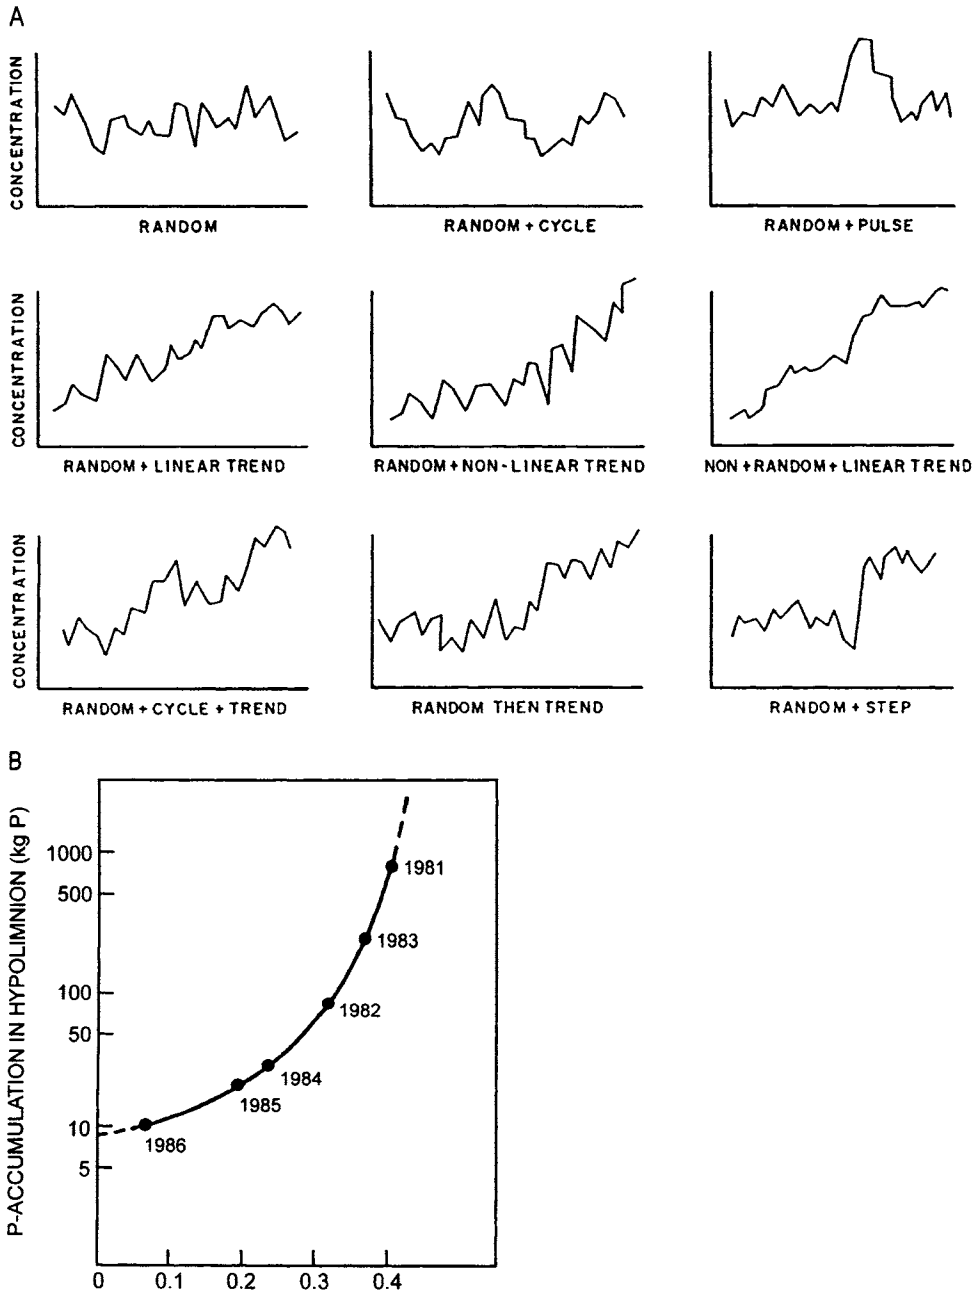 A
CONCENTRATION
RANDOM
RANDOM + CYCLE
RANDOM + PULSE
CONCENTRATION
RANDOM + LINEAR TREND
RANDOM + NON - LINEAR TREND
NON + RANDOM + LINEAR TREND
CONCENTRATION
RANDOM + CYCLE + TREND
RANDOM THEN TREND
RANDOM + STEP
B
P-ACCUMULATION IN HYPOLIMNION (kg P)
1000
500
100
50
10
5
1981
1983
1982
1984
1985
1986
0 0.1 0.2 0.3 0.4